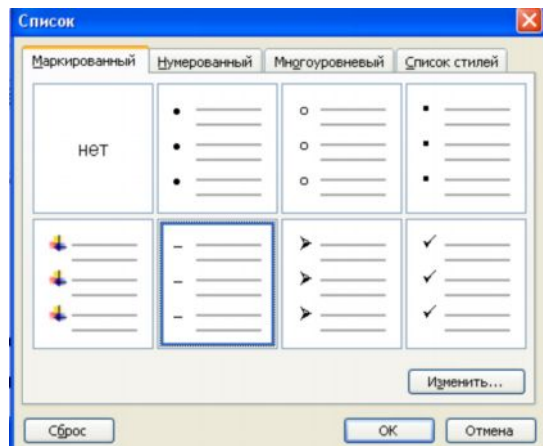 Список
Маркированный Нумерованный Многоуровневый Список стилей
нет
Изменить...
Сброс ОК Отмена